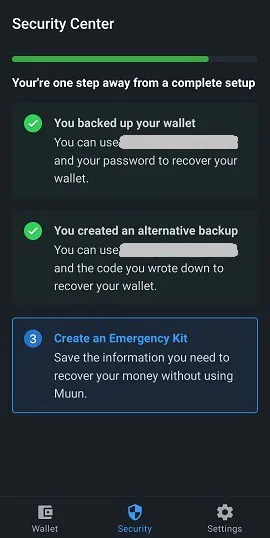 Security Center
Your're one step away from a complete setup
You backed up your wallet
You can use
and your password to recover your
wallet.
You created an alternative backup
You can use
and the code you wrote down to
recover your wallet.
3 Create an Emergency Kit
Save the information you need to
recover your money without using
Muun.
Wallet Security Settings